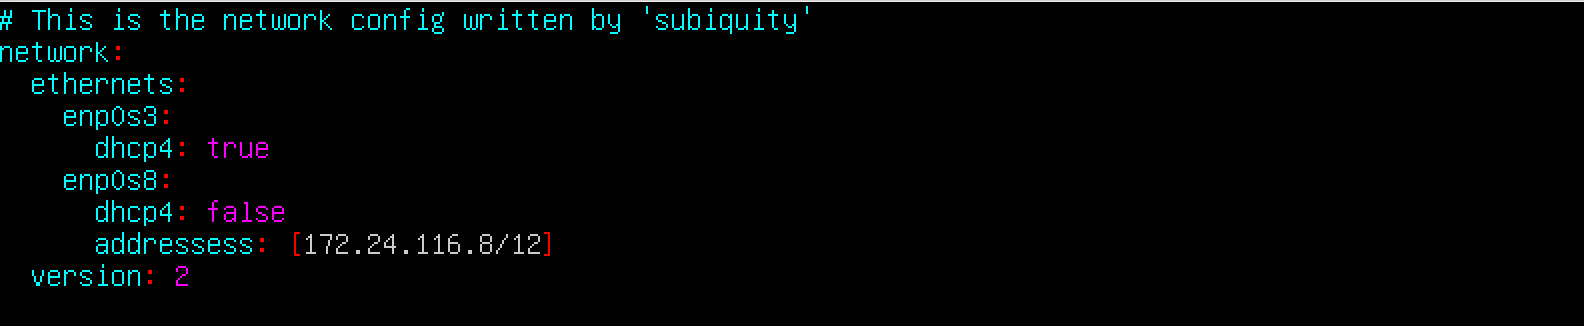 # This is the network config written by 'subiquity'
network:
  ethernets:
    enp0s3:
      dhcp4: true
    enp0s8:
      dhcp4: false
      addressess: [172.24.116.8/12]
  version: 2